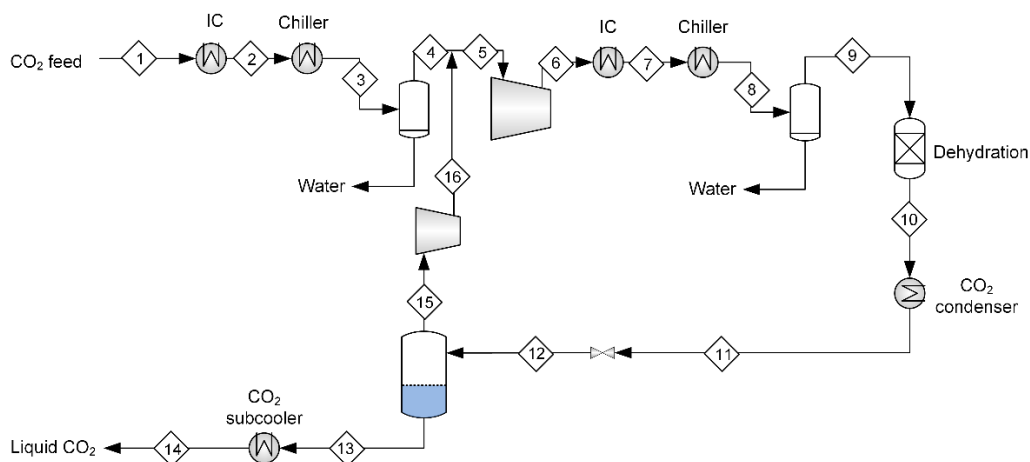 IC
Chiller
CO₂ feed
1
2
3
4
5
6
IC
7
Chiller
8
9
Water
16
Water
Dehydration
10
CO₂
condenser
15
12
11
CO₂
subcooler
Liquid CO₂
14
13